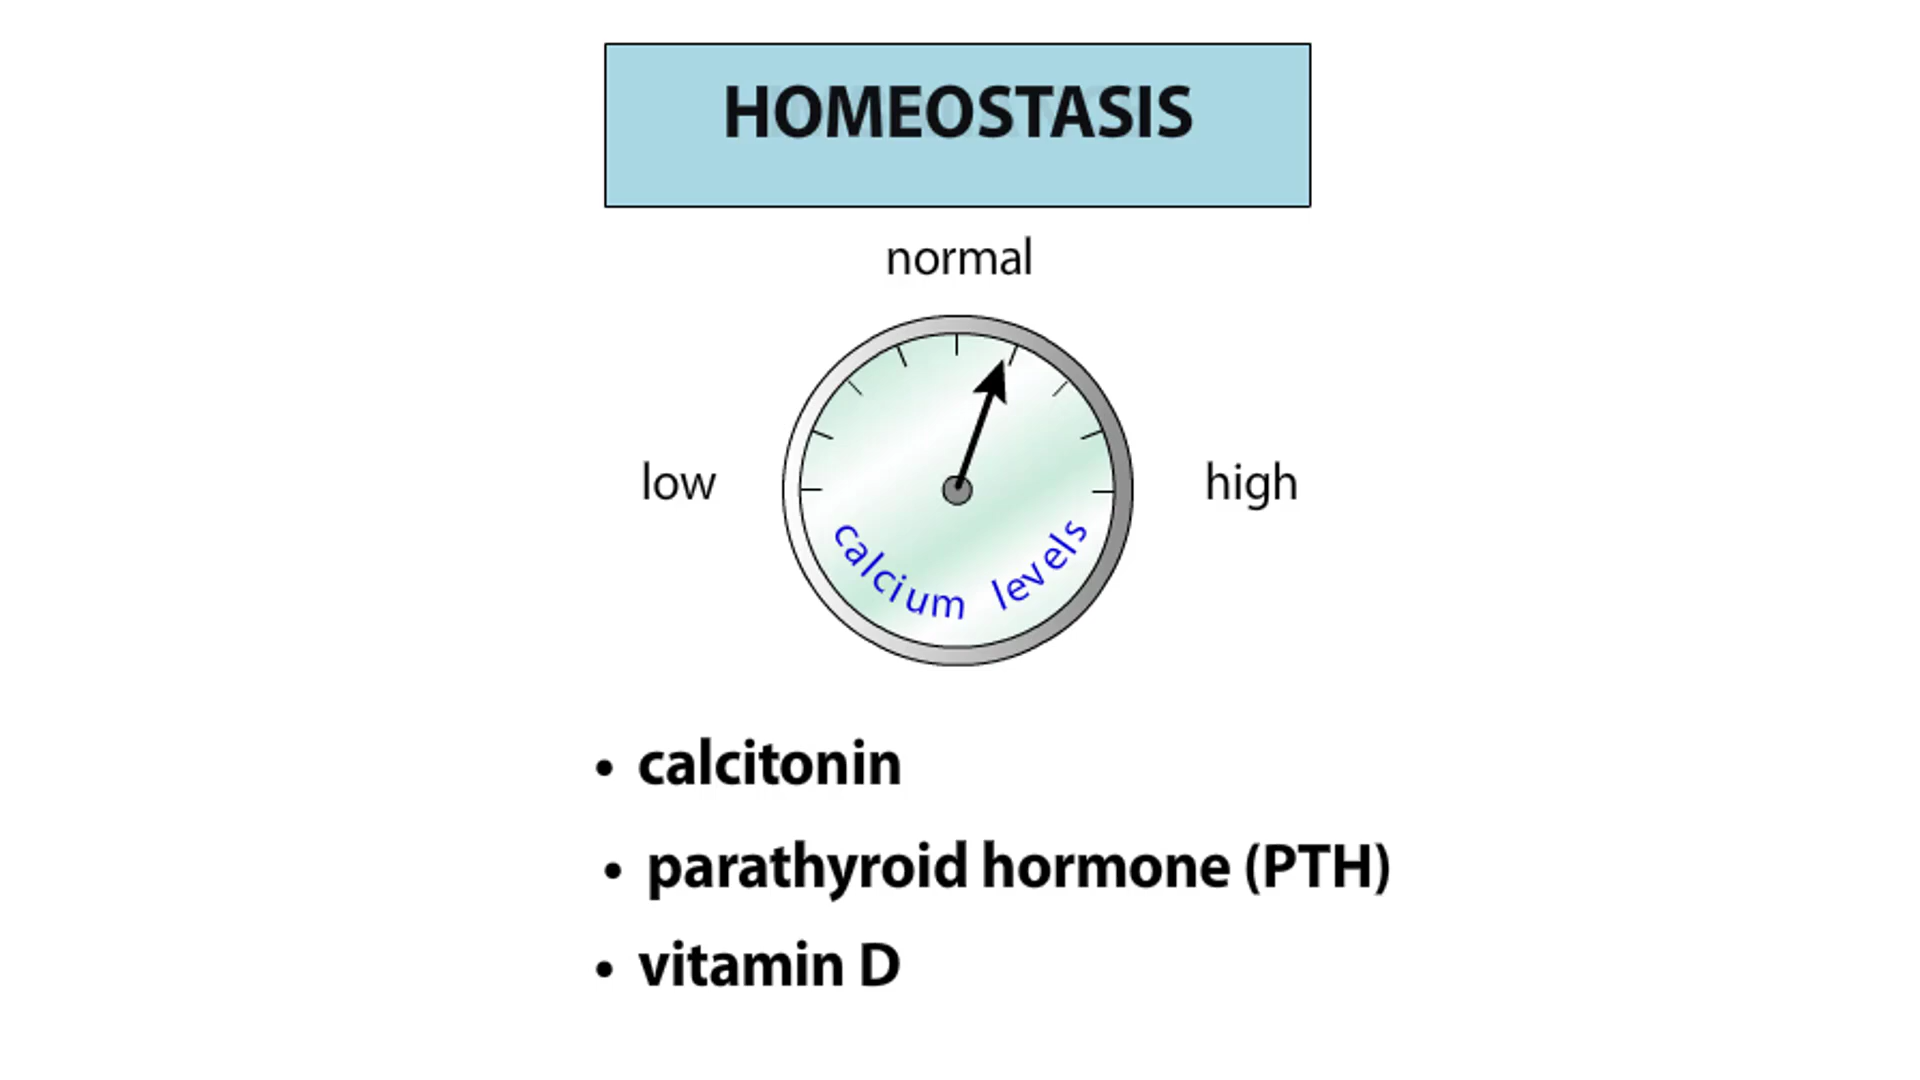 HOMEOSTASIS
normal
low
high
calcium levels
• calcitonin
• parathyroid hormone (PTH)
• vitamin D